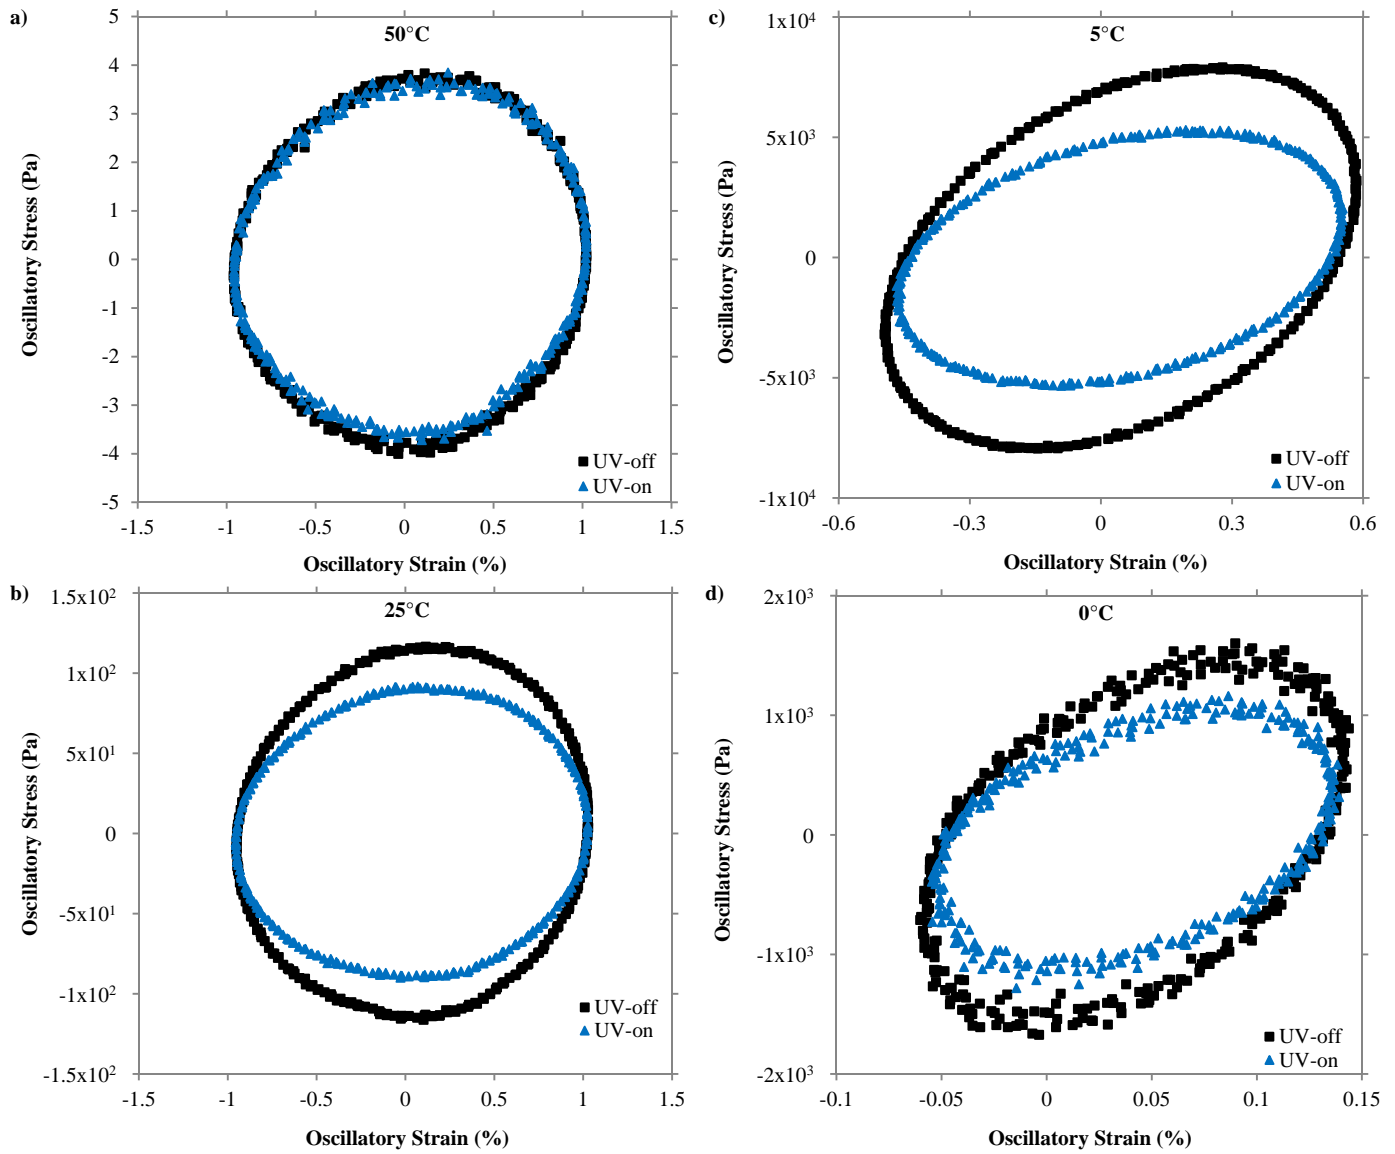 a)
50°C
5
4
3
2
1
0
-1
-2
-3
-4
-5
Oscillatory Stress (Pa)
UV-off
UV-on
-1.5 -1 -0.5 0 0.5 1 1.5
Oscillatory Strain (%)
c)
5°C
1x10⁴
5x10³
0
-5x10³
-1x10⁴
Oscillatory Stress (Pa)
UV-off
UV-on
-0.6 -0.3 0 0.3 0.6
Oscillatory Strain (%)
b)
25°C
1.5x10²
1x10²
5x10¹
0
-5x10¹
-1x10²
-1.5x10²
Oscillatory Stress (Pa)
UV-off
UV-on
-1.5 -1 -0.5 0 0.5 1 1.5
Oscillatory Strain (%)
d)
0°C
2x10³
1x10³
0
-1x10³
-2x10³
Oscillatory Stress (Pa)
UV-off
UV-on
-0.1 -0.05 0 0.05 0.1 0.15
Oscillatory Strain (%)